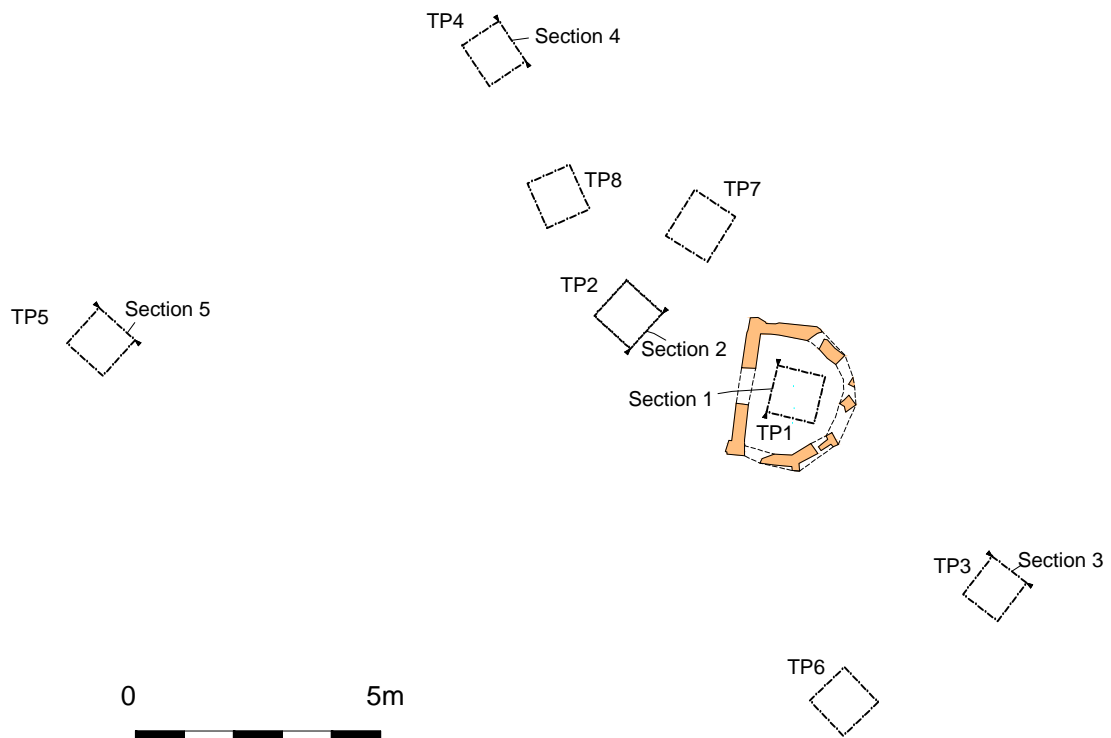 TP4
Section 4
TP8
TP7
TP2
TP5
Section 5
Section 2
Section 1
TP1
TP3
Section 3
TP6
0 5m